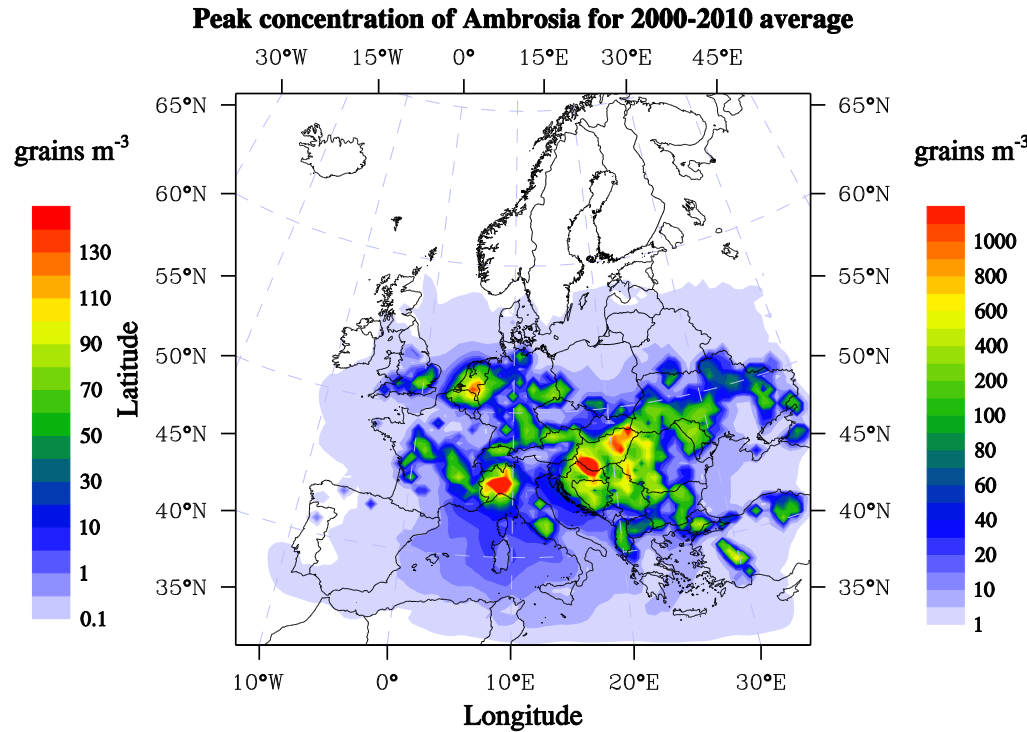 Peak concentration of Ambrosia for 2000-2010 average
30°W 15°W 0° 15°E 30°E 45°E
65°N 65°N
grains m-3 grains m-3
60°N 60°N
130 1000
55°N 55°N
110 800
600
90 Latitude 50°N 50°N 400
70 200
45°N 45°N 100
50 80
30 60
40°N 40°N
10 40
20
1 35°N 35°N 10
0.1 1
10°W 0° 10°E 20°E 30°E
Longitude